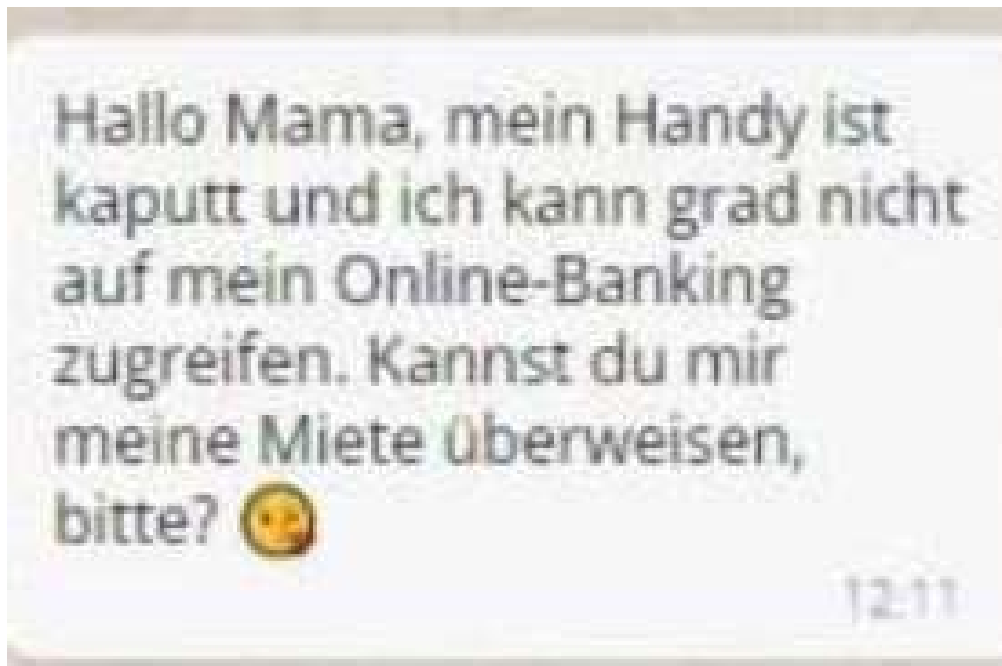 Hallo Mama, mein Handy ist
kaputt und ich kann grad nicht
auf mein Online-Banking
zugreifen. Kannst du mir
meine Miete überweisen,
bitte? 😘
12:11